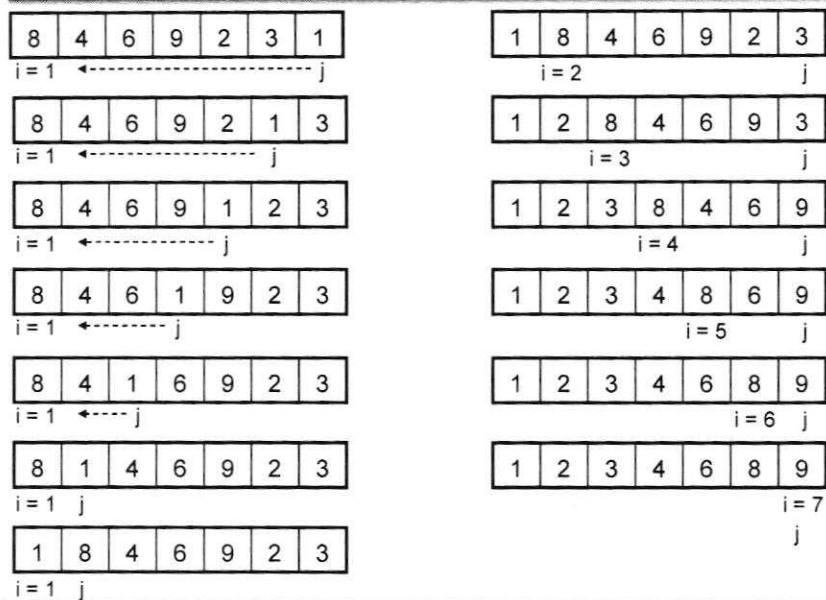 8 4 6 9 2 3 1
i = 1 j
8 4 6 9 2 1 3
i = 1 j
8 4 6 9 1 2 3
i = 1 j
8 4 6 1 9 2 3
i = 1 j
8 4 1 6 9 2 3
i = 1 j
8 1 4 6 9 2 3
i = 1 j
1 8 4 6 9 2 3
i = 1 j
1 8 4 6 9 2 3
i = 2 j
1 2 8 4 6 9 3
i = 3 j
1 2 3 8 4 6 9
i = 4 j
1 2 3 4 8 6 9
i = 5 j
1 2 3 4 6 8 9
i = 6 j
1 2 3 4 6 8 9
i = 7
j